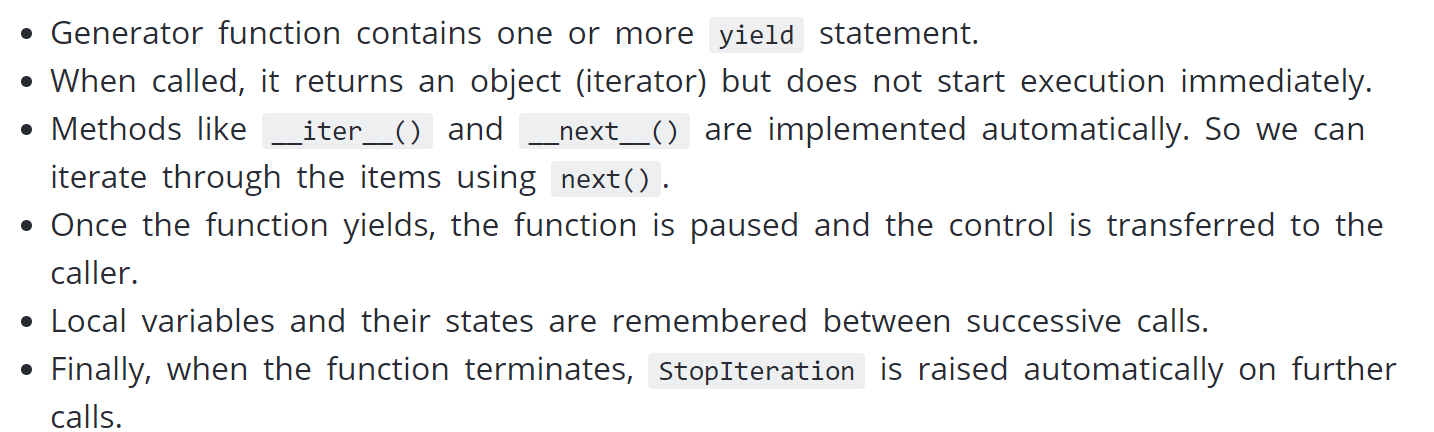 • Generator function contains one or more yield statement.
• When called, it returns an object (iterator) but does not start execution immediately.
• Methods like __iter__() and __next__() are implemented automatically. So we can
iterate through the items using next().
• Once the function yields, the function is paused and the control is transferred to the
caller.
• Local variables and their states are remembered between successive calls.
• Finally, when the function terminates, StopIteration is raised automatically on further
calls.